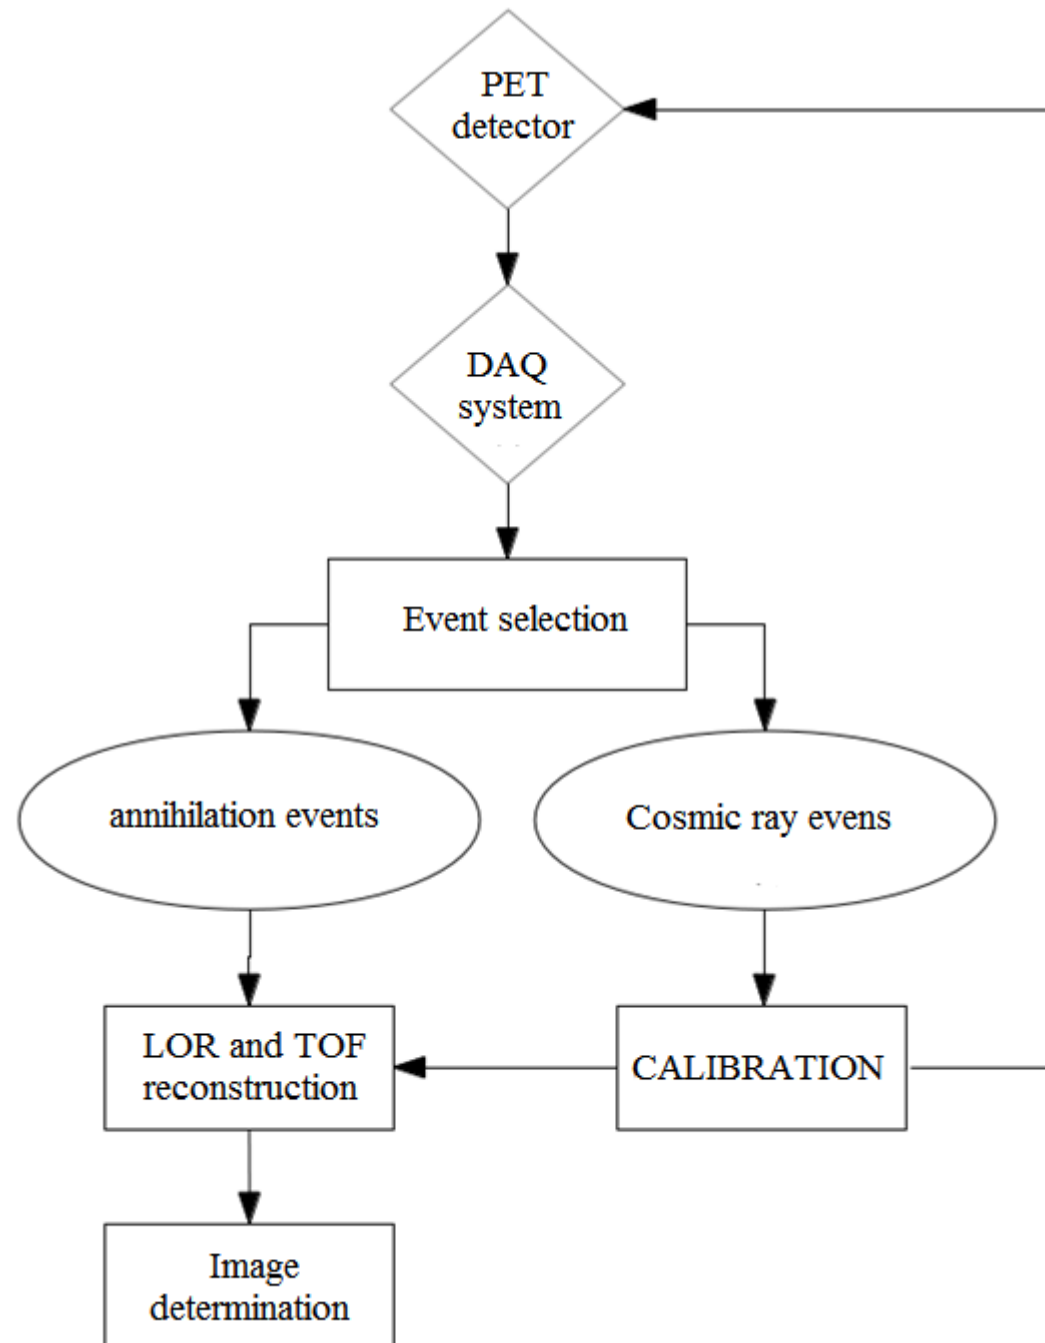 PET
detector
DAQ
system
Event selection
annihilation events
Cosmic ray evens
LOR and TOF
reconstruction
CALIBRATION
Image
determination